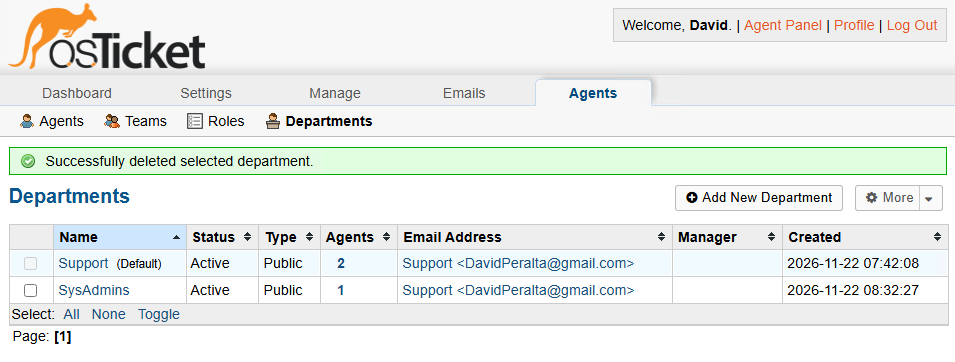 osTicket
Welcome, David. | Agent Panel | Profile | Log Out
Dashboard Settings Manage Emails Agents
Agents Teams Roles Departments
Successfully deleted selected department.
Departments
Add New Department More
Name Status Type Agents Email Address Manager Created
Support (Default) Active Public 2 Support <DavidPeralta@gmail.com> 2026-11-22 07:42:08
SysAdmins Active Public 1 Support <DavidPeralta@gmail.com> 2026-11-22 08:32:27
Select: All None Toggle
Page: [1]